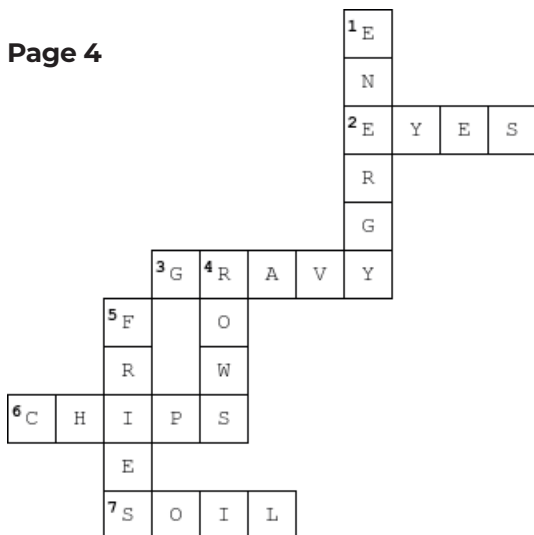 1 E
Page 4
N
2 E Y E S
R
G
3 G 4 R A V Y
5 F O
R W
6 C H I P S
E
7 S O I L